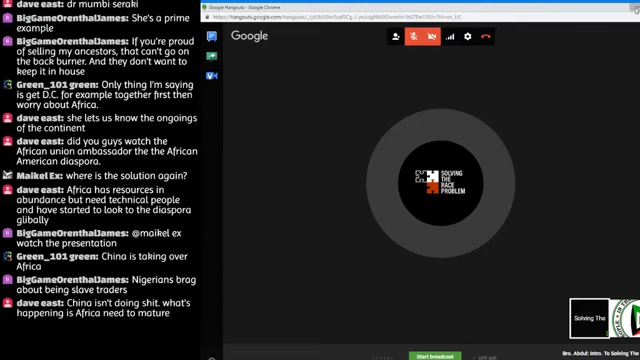 dave east: dr mumbi seraki
BigGameOrenthalJames: She's a prime
example
BigGameOrenthalJames: If you're proud
of selling my ancestors, that can't go on
the back burner. And they don't want to
keep it in house
Green_101 green: Only thing I'm saying
is get D.C. for example together first then
worry about Africa.
dave east: she lets us know the ongoings
of the continent
dave east: did you guys watch the
African union ambassador the the African
American diaspora.
Maikel Ex: where is the solution again?
dave east: Africa has resources in
abundance but need technical people
and have started to look to the diaspora
glibally
BigGameOrenthalJames: @maikel ex
watch the presentation
Green_101 green: China is taking over
Africa
BigGameOrenthalJames: Nigerians brag
about being slave traders
dave east: China isn't doing shit. what's
happening is Africa need to mature
Google Hangouts - Google Chrome
https://hangouts.google.com/hangouts/
Google
SOLVING
THE
RACE
PROBLEM
Solving The
PEOPLE IN THE
Bro. Abdul: Intro. To Solving The
Start broadcast